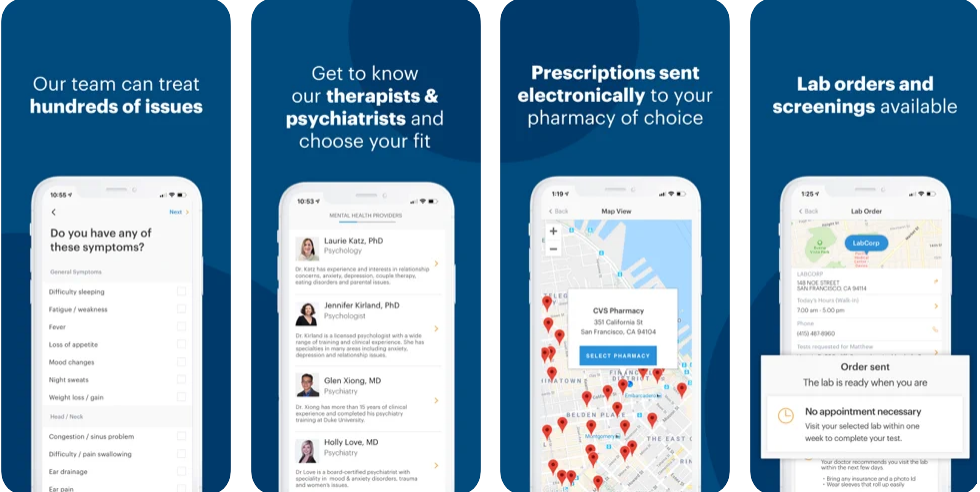 Our team can treat
hundreds of issues
10:55
Next
Do you have any of
these symptoms?
General Symptoms
Difficulty sleeping
Fatigue / weakness
Fever
Loss of appetite
Mood changes
Night sweats
Weight loss / gain
Head / Neck
Congestion / sinus problem
Difficulty / pain swallowing
Ear drainage
Ear pain
Get to know
our therapists &
psychiatrists and
choose your fit
10:53
MENTAL HEALTH PROVIDERS
Laurie Katz, PhD
Psychology
Dr. Katz has experience and interests in relationship
concerns, anxiety, depression, couple therapy,
eating disorders and parental issues.
Jennifer Kirland, PhD
Psychologist
Dr. Kirland is a licensed psychologist with a wide
range of training and clinical experience. She has
specialties in many areas including anxiety,
depression and relationship issues.
Glen Xiong, MD
Psychiatry
Dr. Xiong has more than 15 years of clinical
experience and completed his psychiatry
training at Duke University.
Holly Love, MD
Psychiatry
Dr Love is a board-certified psychiatrist with
speciality in mood & anxiety disorders, trauma
and women's issues.
Prescriptions sent
electronically to your
pharmacy of choice
1:19
Back
Map View
+
−
CVS Pharmacy
351 California St
San Francisco, CA 94104
SELECT PHARMACY
FINANCIAL
DISTRICT
Embarcadero
BELDEN PLACE
Montgomery
THE EAST C
Lab orders and
screenings available
1:25
Back
Lab Order
LabCorp
LABCORP
149 NOE STREET
SAN FRANCISCO, CA 94114
Today's Hours (Walk in)
7:00 am - 5:00 pm
Phone
(415) 487-8960
Tests requested for Matthew
Order sent
The lab is ready when you are
No appointment necessary
Visit your selected lab within one
week to complete your test.
Your doctor recommends you visit the lab
within the next few days
- Bring any insurance and a photo Id
- Wear sleeves that roll up easily